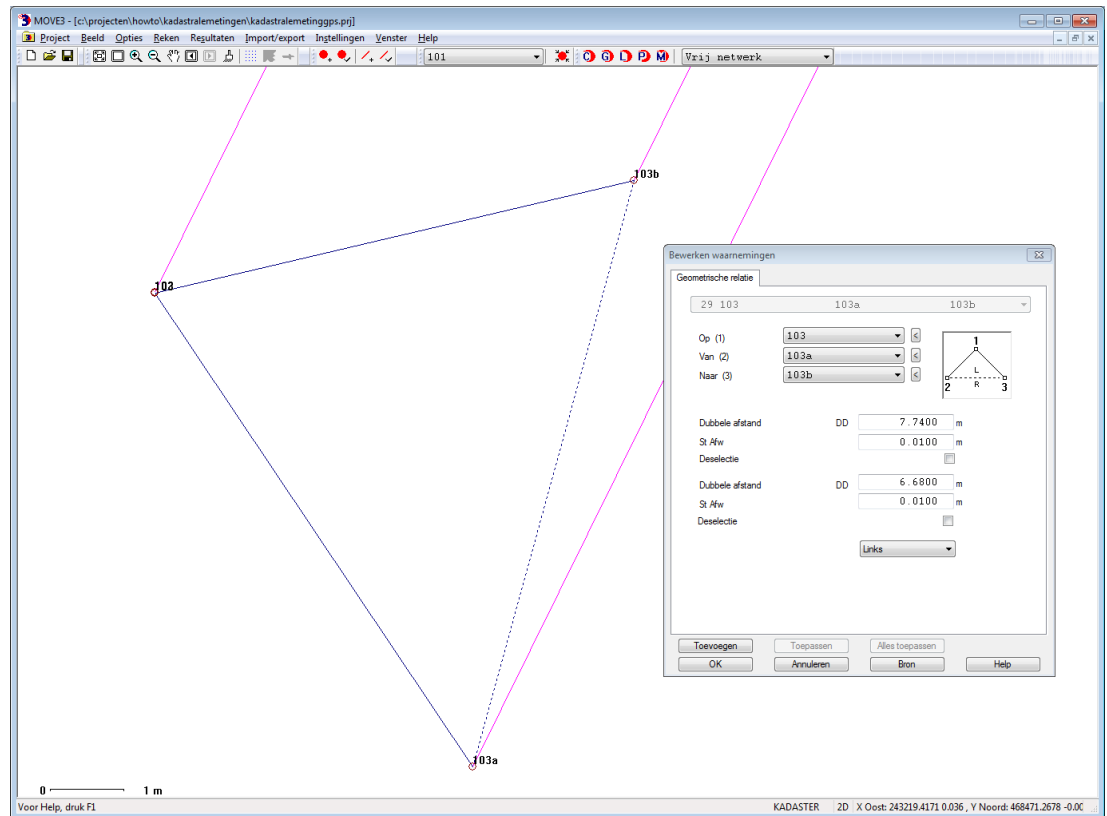 MOVE3 - [c:\projecten\howto\kadastralemetingen\kadastralemetinggps.prj]
Project Beeld Opties Reken Resultaten Import/export Instellingen Venster Help
101 Vrij netwerk
C G L P M
103b
103
103a
0 1 m
Bewerken waarnemingen
Geometrische relatie
29 103 103a 103b
Op (1) 103 <
Van (2) 103a <
Naar (3) 103b <
1
L
R
2 3
Dubbele afstand DD 7.7400 m
St Afw 0.0100 m
Deselectie
Dubbele afstand DD 6.6800 m
St Afw 0.0100 m
Deselectie
Links
Toevoegen Toepassen Alles toepassen
OK Annuleren Bron Help
Voor Help, druk F1 KADASTER 2D X Oost: 243219.4171 0.036 , Y Noord: 468471.2678 -0.00